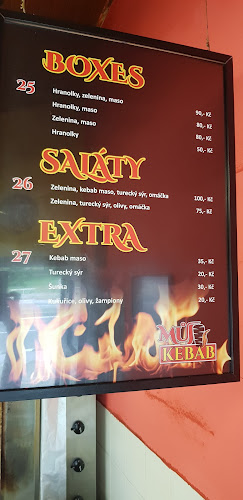 BOXES
25
Hranolky, zelenina, maso 90,- Kč
Hranolky, maso 80,- Kč
Zelenina, maso 80,- Kč
Hranolky 50,- Kč
SALÁTY
26
Zelenina, kebab maso, turecký sýr, omáčka 100,- Kč
Zelenina, turecký sýr, olivy, omáčka 75,- Kč
EXTRA
27
Kebab maso 35,- Kč
Turecký sýr 20,- Kč
Šunka 30,- Kč
Kukuřice, olivy, žampiony 20,- Kč
MŮJ
KEBAB